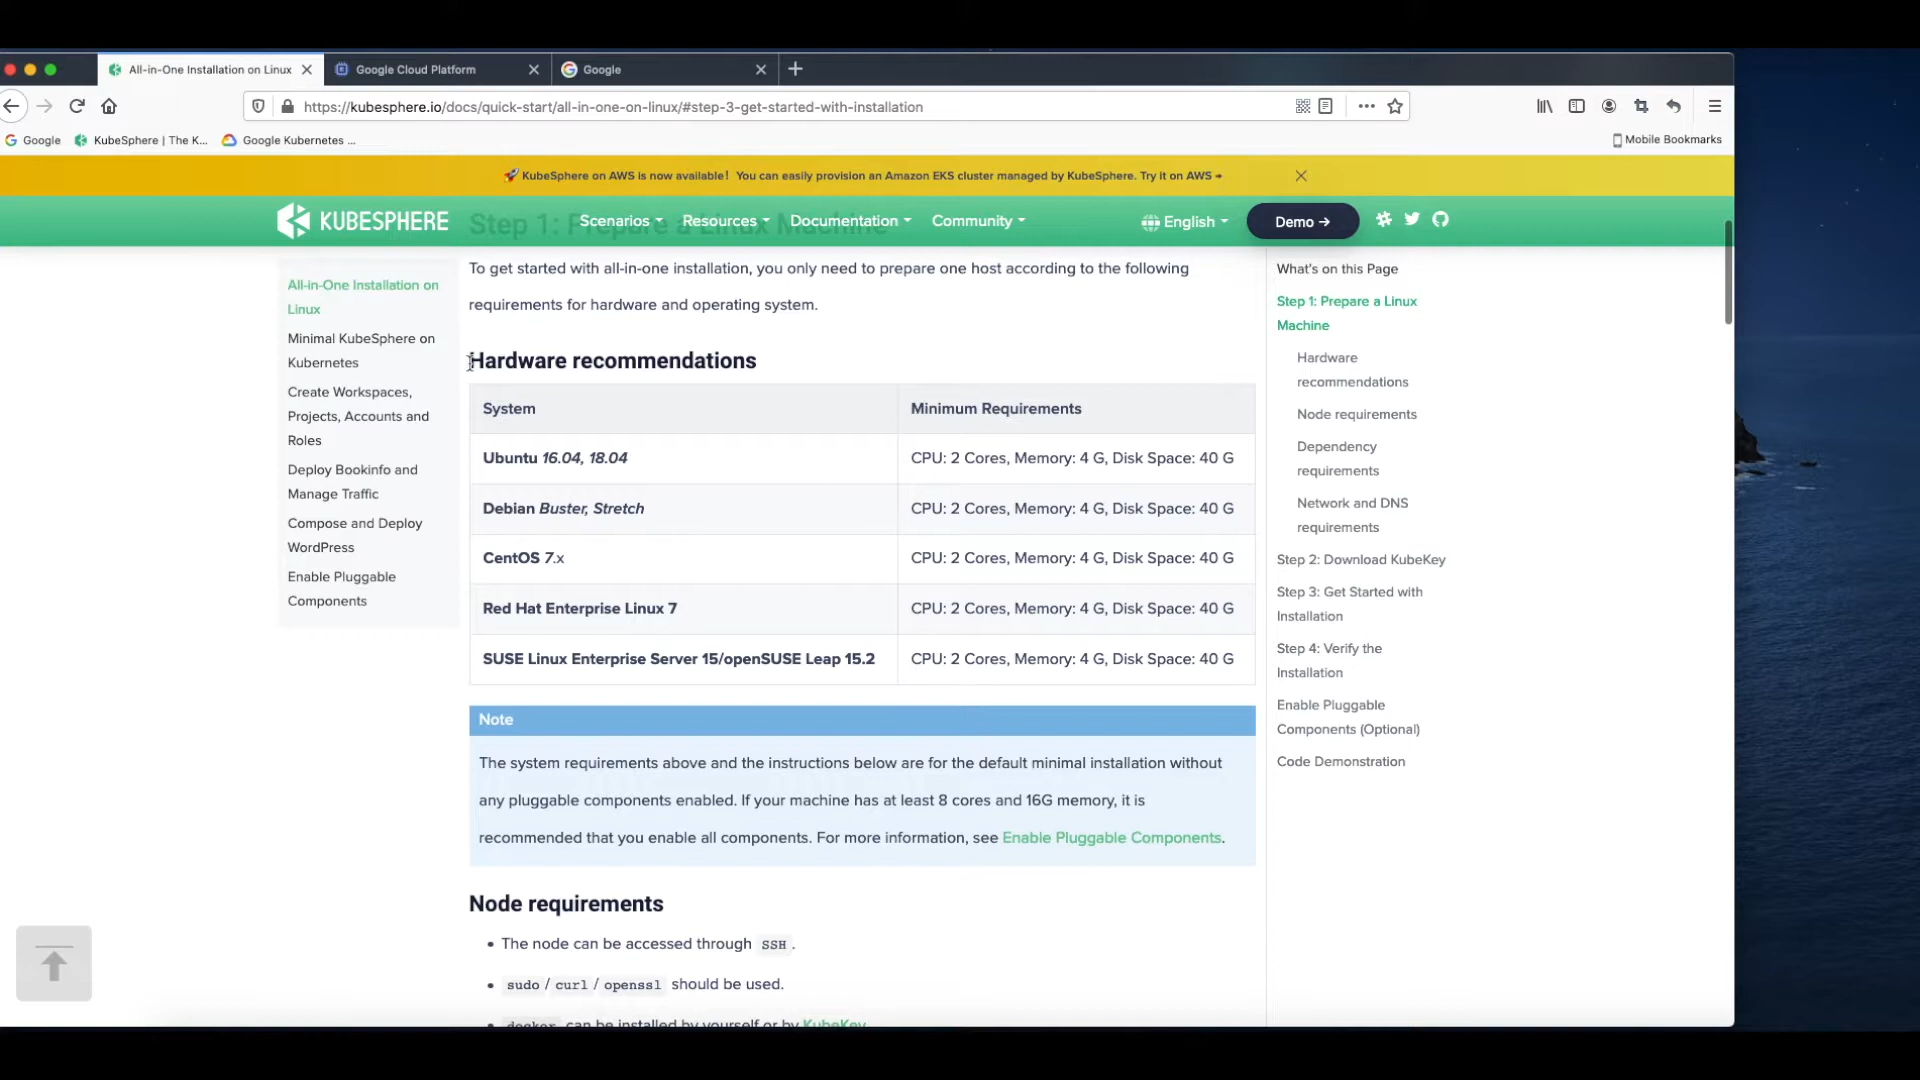 All-in-One Installation on Linux
Google Cloud Platform
Google
https://kubesphere.io/docs/quick-start/all-in-one-on-linux/#step-3-get-started-with-installation
Google
KubeSphere | The K...
Google Kubernetes ...
Mobile Bookmarks
🚀 KubeSphere on AWS is now available! You can easily provision an Amazon EKS cluster managed by KubeSphere. Try it on AWS →
KUBESPHERE
Scenarios
Resources
Documentation
Community
English
Demo →
Step 1: Prepare a Linux Machine
All-in-One Installation on
Linux
Minimal KubeSphere on
Kubernetes
Create Workspaces,
Projects, Accounts and
Roles
Deploy Bookinfo and
Manage Traffic
Compose and Deploy
WordPress
Enable Pluggable
Components
To get started with all-in-one installation, you only need to prepare one host according to the following
requirements for hardware and operating system.
Hardware recommendations
System Minimum Requirements
Ubuntu 16.04, 18.04 CPU: 2 Cores, Memory: 4 G, Disk Space: 40 G
Debian Buster, Stretch CPU: 2 Cores, Memory: 4 G, Disk Space: 40 G
CentOS 7.x CPU: 2 Cores, Memory: 4 G, Disk Space: 40 G
Red Hat Enterprise Linux 7 CPU: 2 Cores, Memory: 4 G, Disk Space: 40 G
SUSE Linux Enterprise Server 15/openSUSE Leap 15.2 CPU: 2 Cores, Memory: 4 G, Disk Space: 40 G
Note
The system requirements above and the instructions below are for the default minimal installation without
any pluggable components enabled. If your machine has at least 8 cores and 16G memory, it is
recommended that you enable all components. For more information, see Enable Pluggable Components.
Node requirements
• The node can be accessed through SSH .
• sudo / curl / openssl should be used.
• docker can be installed by yourself or by KubeKey
What's on this Page
Step 1: Prepare a Linux
Machine
Hardware
recommendations
Node requirements
Dependency
requirements
Network and DNS
requirements
Step 2: Download KubeKey
Step 3: Get Started with
Installation
Step 4: Verify the
Installation
Enable Pluggable
Components (Optional)
Code Demonstration